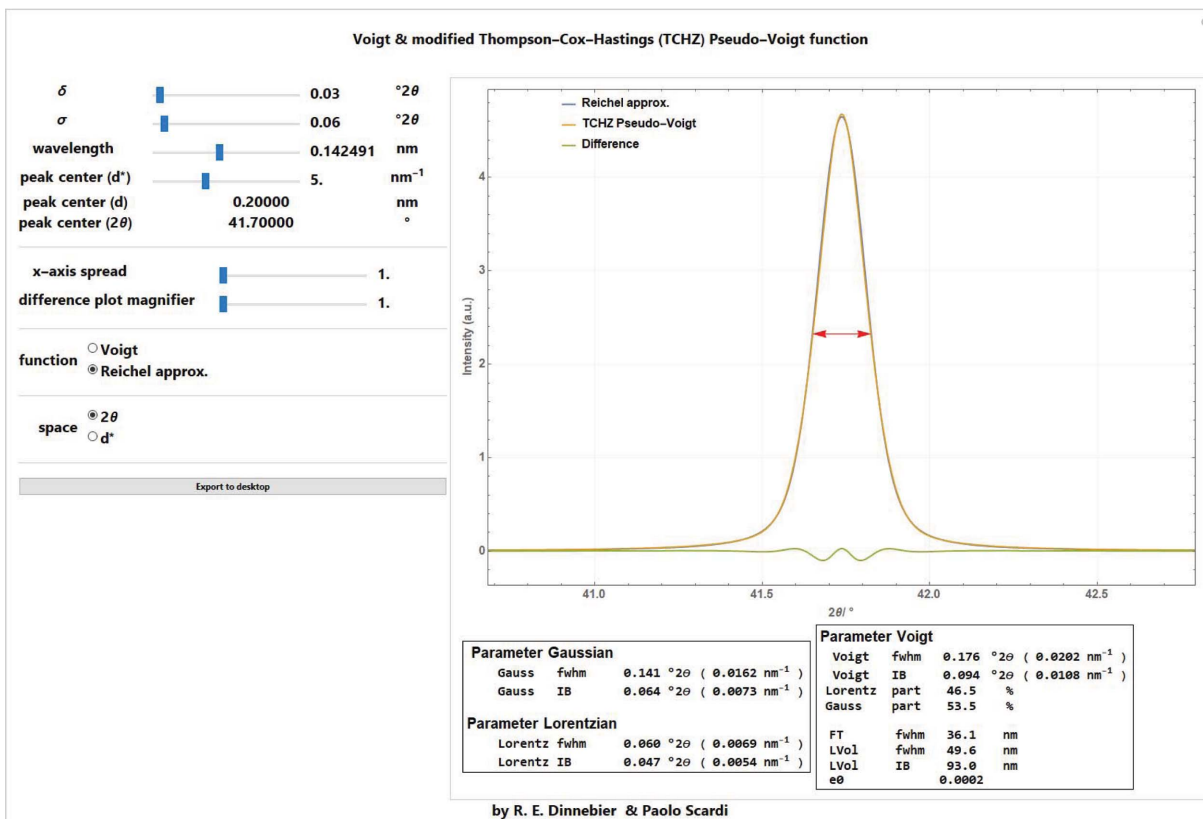 Voigt & modified Thompson–Cox–Hastings (TCHZ) Pseudo–Voigt function
δ 0.03 °2θ
σ 0.06 °2θ
wavelength 0.142491 nm
peak center (d*) 5. nm⁻¹
peak center (d) 0.20000 nm
peak center (2θ) 41.70000 °
x–axis spread 1.
difference plot magnifier 1.
function
Voigt
Reichel approx.
space
2θ
d*
Export to desktop
Reichel approx.
TCHZ Pseudo–Voigt
Difference
Intensity (a.u.)
4
3
2
1
0
41.0 41.5 42.0 42.5
2θ/ °
Parameter Gaussian
Gauss fwhm 0.141 °2θ ( 0.0162 nm⁻¹ )
Gauss IB 0.064 °2θ ( 0.0073 nm⁻¹ )
Parameter Lorentzian
Lorentz fwhm 0.060 °2θ ( 0.0069 nm⁻¹ )
Lorentz IB 0.047 °2θ ( 0.0054 nm⁻¹ )
Parameter Voigt
Voigt fwhm 0.176 °2θ ( 0.0202 nm⁻¹ )
Voigt IB 0.094 °2θ ( 0.0108 nm⁻¹ )
Lorentz part 46.5 %
Gauss part 53.5 %
FT fwhm 36.1 nm
LVol fwhm 49.6 nm
LVol IB 93.0 nm
e0 0.0002
by R. E. Dinnebier & Paolo Scardi